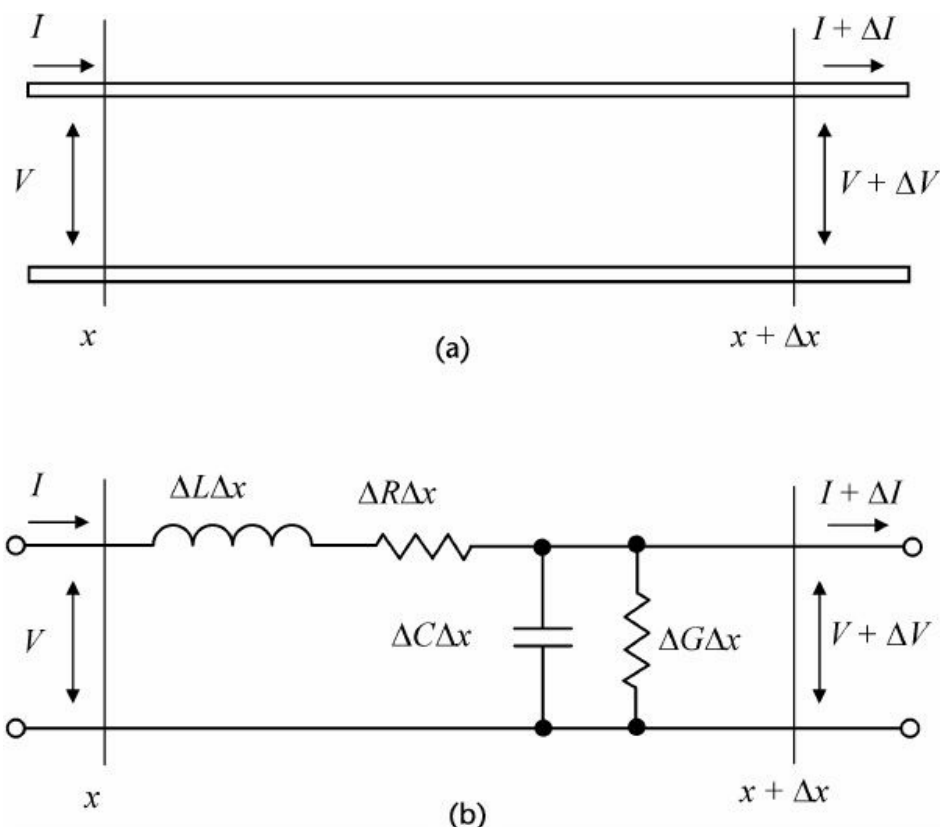 I I + ΔI
V V + ΔV
x x + Δx
(a)
I ΔLΔx ΔRΔx I + ΔI
V ΔCΔx ΔGΔx V + ΔV
x x + Δx
(b)